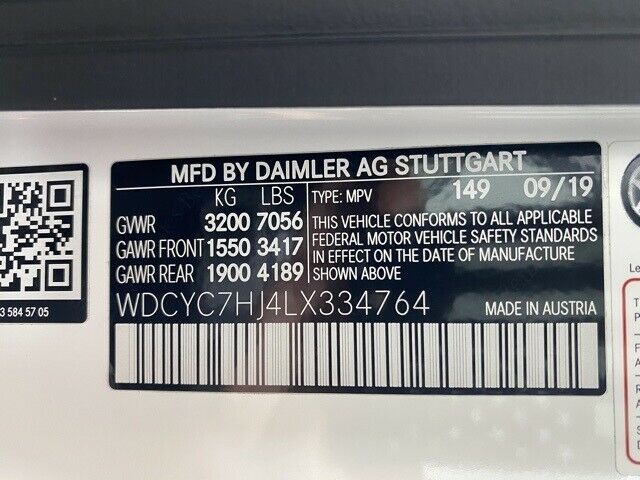 MFD BY DAIMLER AG STUTTGART
KG LBS
GVWR 3200 7056
GAWR FRONT 1550 3417
GAWR REAR 1900 4189
TYPE: MPV 149 09/19
THIS VEHICLE CONFORMS TO ALL APPLICABLE
FEDERAL MOTOR VEHICLE SAFETY STANDARDS
IN EFFECT ON THE DATE OF MANUFACTURE
SHOWN ABOVE
WDCYC7HJ4LX334764 MADE IN AUSTRIA
3 584 57 05